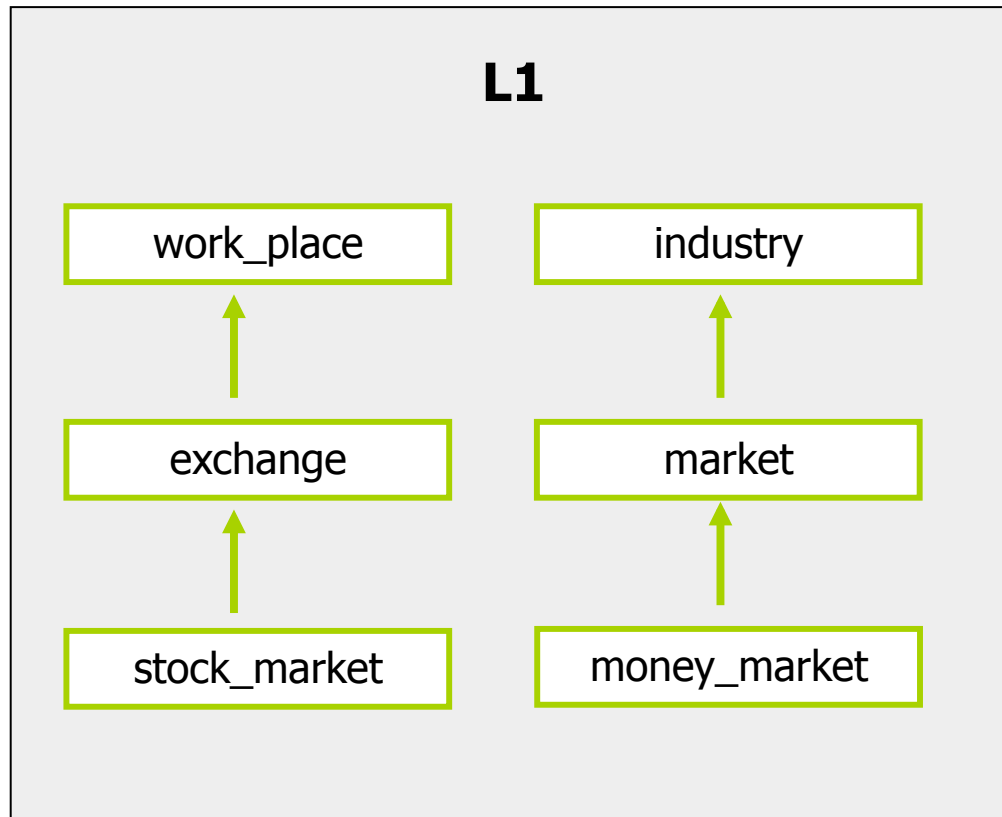 L1
work_place
industry
exchange
market
stock_market
money_market